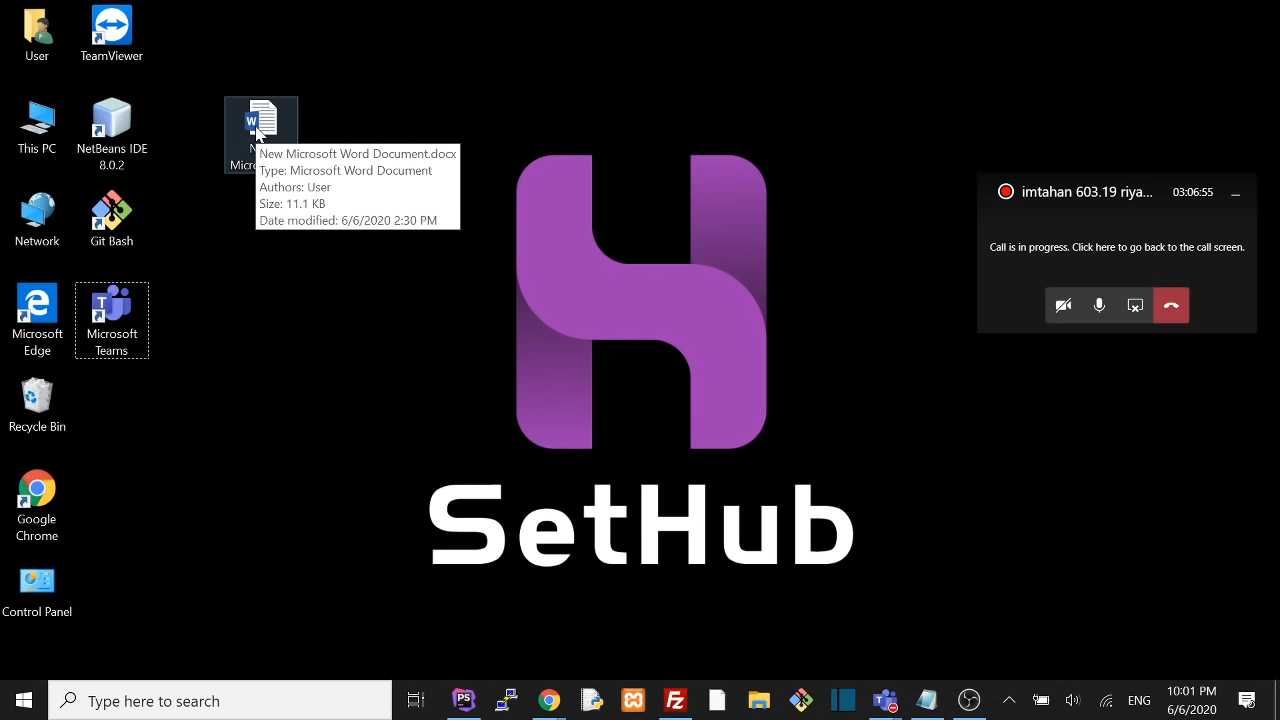 User
TeamViewer
This PC
NetBeans IDE
8.0.2
Network
Git Bash
Microsoft
Edge
Microsoft
Teams
Recycle Bin
Google
Chrome
Control Panel
W
New Microsoft Word Document.docx
Type: Microsoft Word Document
Authors: User
Size: 11.1 KB
Date modified: 6/6/2020 2:30 PM
SetHub
imtahan 603.19 riya...
03:06:55
Call is in progress. Click here to go back to the call screen.
Type here to search
ENG
10:01 PM
6/6/2020